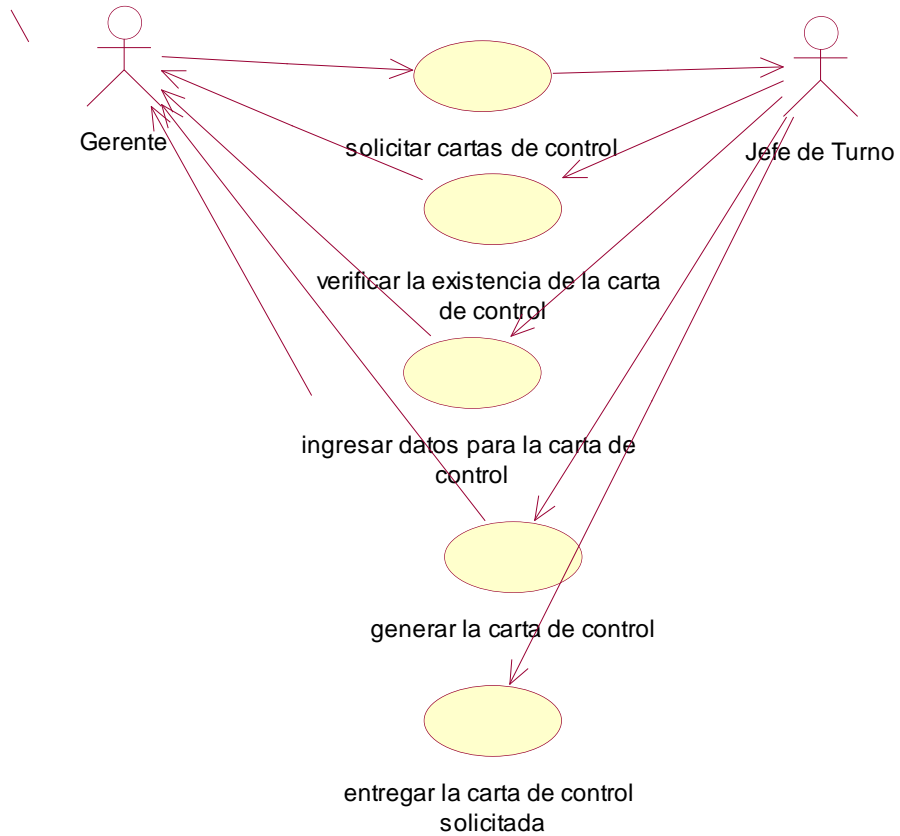 Gerente
solicitar cartas de control
Jefe de Turno
verificar la existencia de la carta
de control
ingresar datos para la carta de
control
generar la carta de control
entregar la carta de control
solicitada